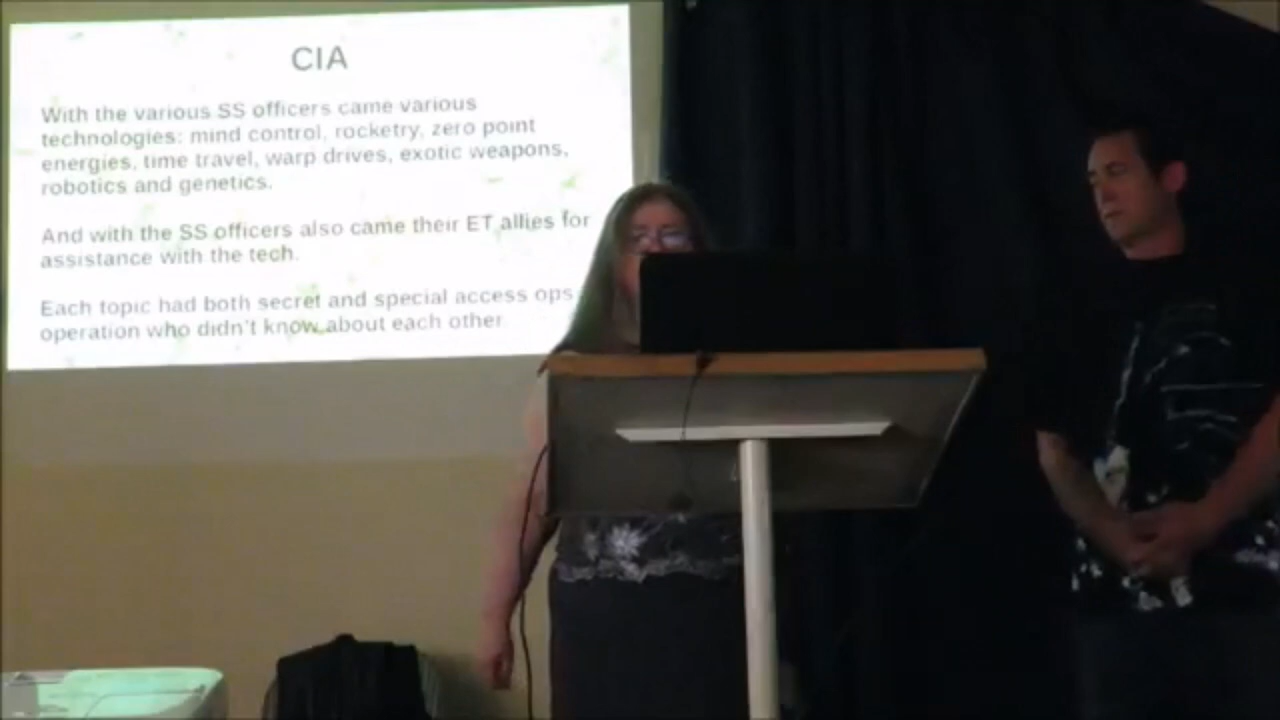 CIA
With the various SS officers came various
technologies: mind control, rocketry, zero point
energies, time travel, warp drives, exotic weapons,
robotics and genetics.
And with the SS officers also came their ET allies for
assistance with the tech.
Each topic had both secret and special access ops
operation who didn't know about each other